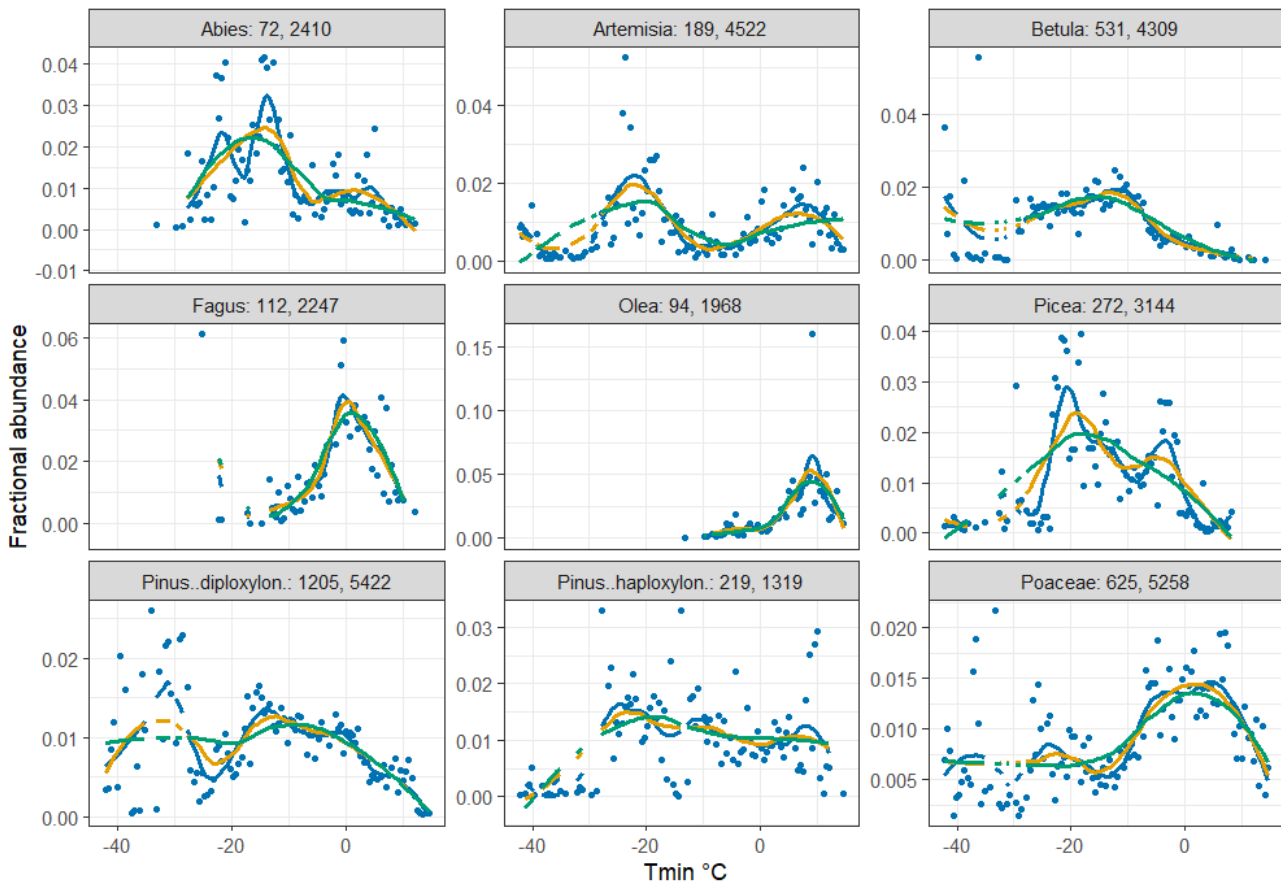 Abies: 72, 2410
Artemisia: 189, 4522
Betula: 531, 4309
0.04
0.03
0.02
0.01
0.00
-0.01
0.04
0.02
0.00
0.04
0.02
0.00
Fagus: 112, 2247
Olea: 94, 1968
Picea: 272, 3144
0.06
0.04
0.02
0.00
0.15
0.10
0.05
0.00
0.04
0.03
0.02
0.01
0.00
Pinus..diploxylon.: 1205, 5422
Pinus..haploxylon.: 219, 1319
Poaceae: 625, 5258
0.02
0.01
0.00
0.03
0.02
0.01
0.00
0.020
0.015
0.010
0.005
-40 -20 0
-40 -20 0
-40 -20 0
Fractional abundance
Tmin °C